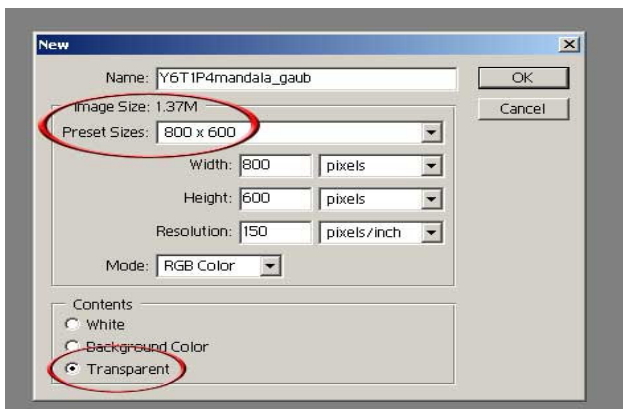 New
Name: Y6T1P4mandala_gaub
OK
Image Size: 1.37M
Cancel
Preset Sizes: 800 x 600
Width: 800 pixels
Height: 600 pixels
Resolution: 150 pixels/inch
Mode: RGB Color
Contents
White
Background Color
Transparent